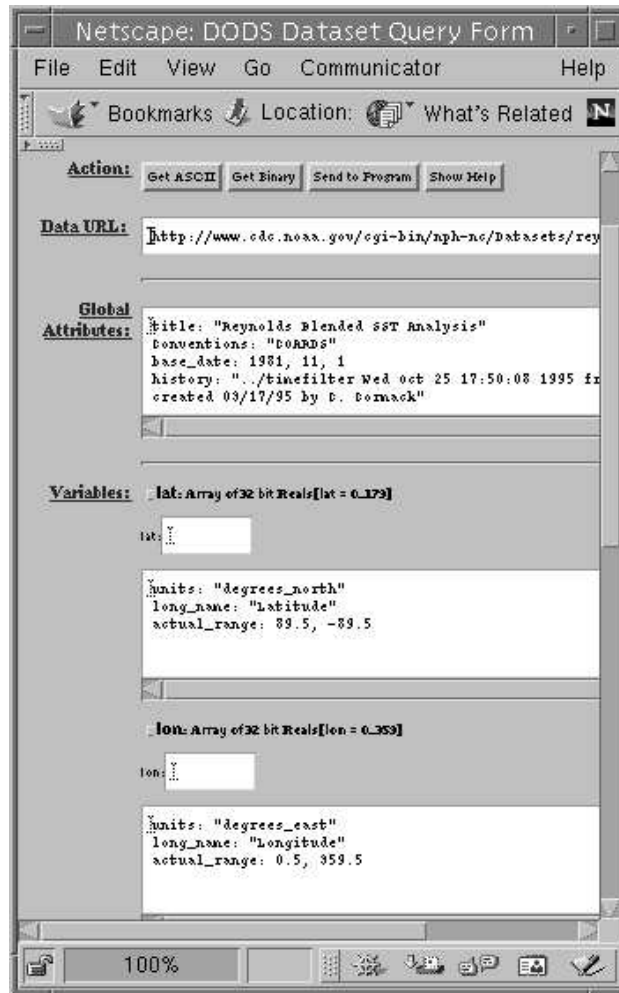 Netscape: DODS Dataset Query Form
File Edit View Go Communicator Help
Bookmarks Location: What's Related N
Action: Get ASCII Get Binary Send to Program Show Help
Data URL: http://www.cdc.noaa.gov/cgi-bin/nph-nc/Datasets/rey
Global Attributes:
title: "Reynolds Blended SST Analysis"
Conventions: "COARDS"
base_date: 1981, 11, 1
history: "../timefilter Wed Oct 25 17:50:08 1995 fr
created 09/17/95 by C. Cormack"
Variables: lat: Array of 32 bit Reals[lat = 0..179]
lat:
units: "degrees_north"
long_name: "Latitude"
actual_range: 89.5, -89.5
lon: Array of 32 bit Reals[lon = 0..359]
lon:
units: "degrees_east"
long_name: "Longitude"
actual_range: 0.5, 359.5
100%